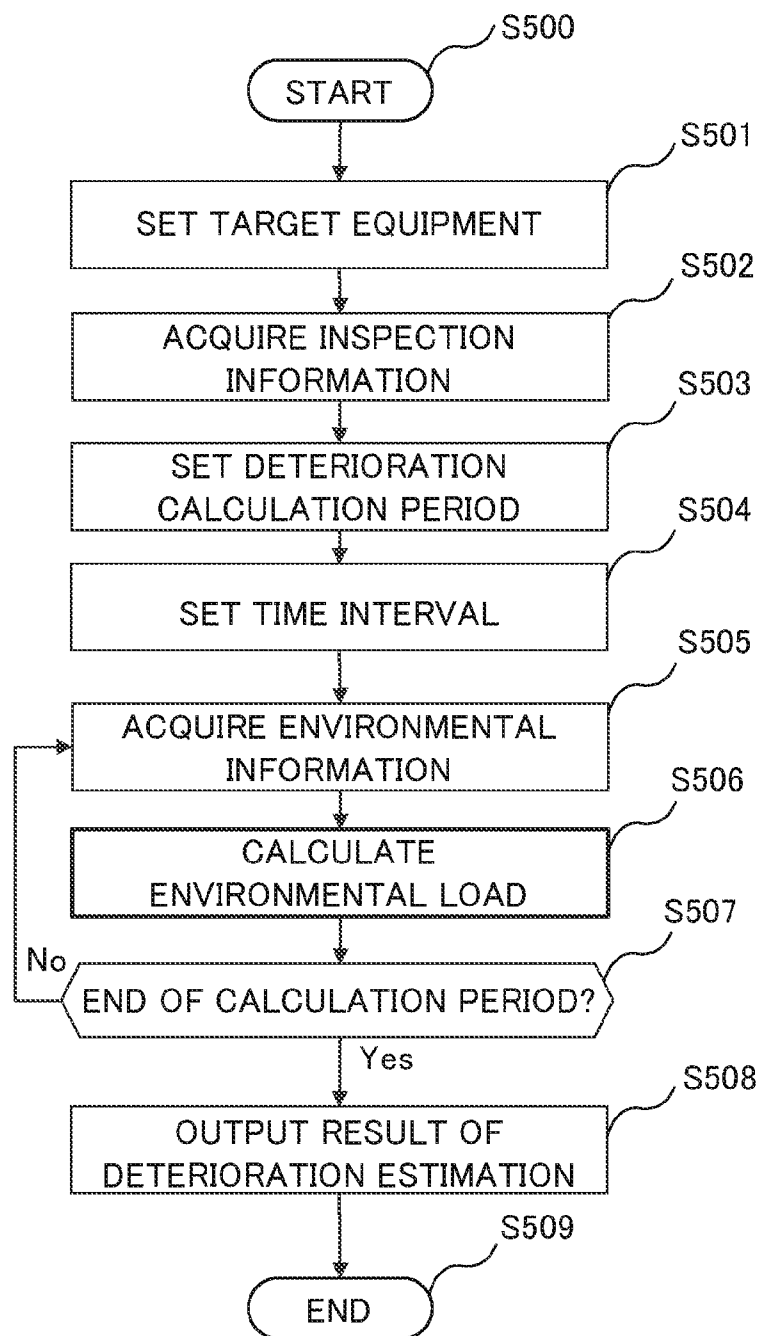 S500
START
S501
SET TARGET EQUIPMENT
S502
ACQUIRE INSPECTION
INFORMATION
S503
SET DETERIORATION
CALCULATION PERIOD
S504
SET TIME INTERVAL
S505
ACQUIRE ENVIRONMENTAL
INFORMATION
S506
CALCULATE
ENVIRONMENTAL LOAD
S507
No
END OF CALCULATION PERIOD?
Yes
S508
OUTPUT RESULT OF
DETERIORATION ESTIMATION
S509
END